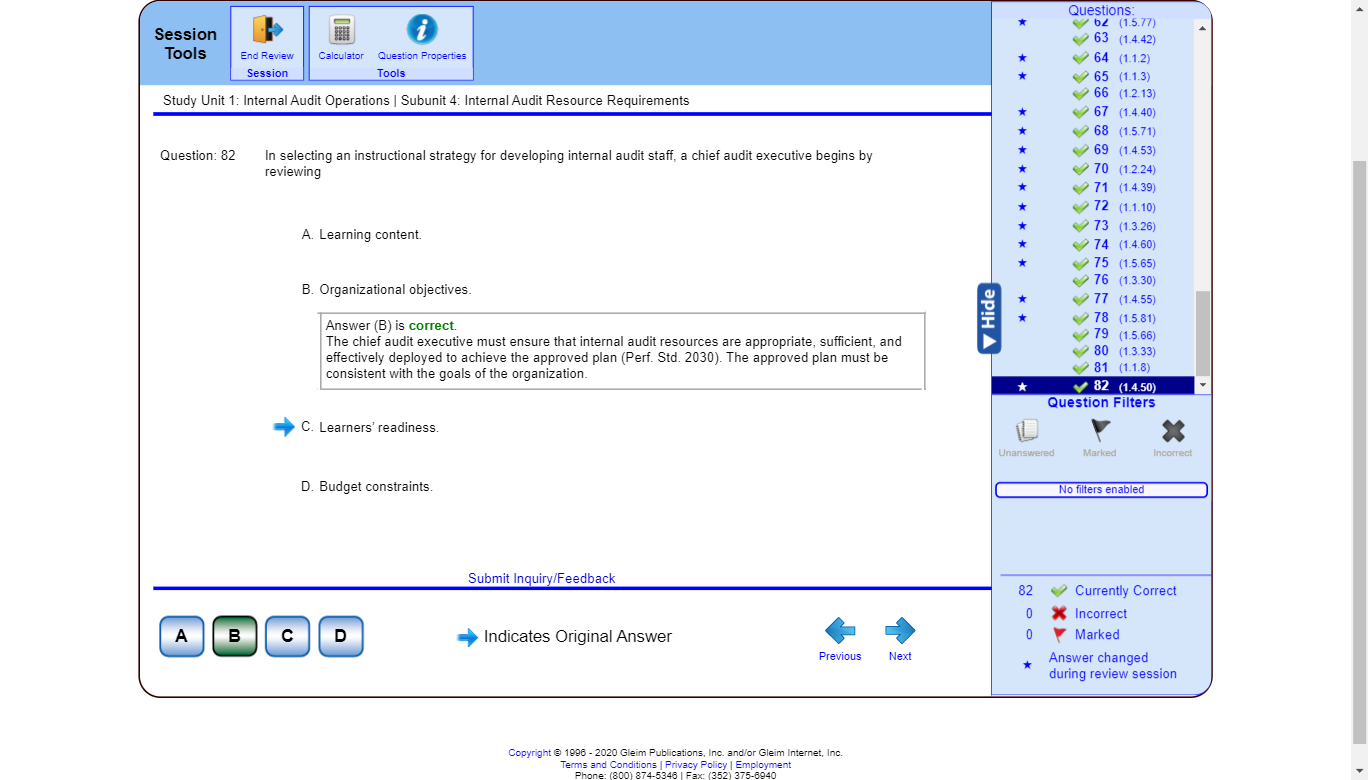 Session
Tools
End Review
Session
Calculator
Question Properties
Tools
Study Unit 1: Internal Audit Operations | Subunit 4: Internal Audit Resource Requirements
Question: 82
In selecting an instructional strategy for developing internal audit staff, a chief audit executive begins by
reviewing
A. Learning content.
B. Organizational objectives.
Answer (B) is correct.
The chief audit executive must ensure that internal audit resources are appropriate, sufficient, and
effectively deployed to achieve the approved plan (Perf. Std. 2030). The approved plan must be
consistent with the goals of the organization.
C. Learners’ readiness.
D. Budget constraints.
Submit Inquiry/Feedback
A B C D
Indicates Original Answer
Previous
Next
Hide
Questions:
62 (1.5.77)
63 (1.4.42)
64 (1.1.2)
65 (1.1.3)
66 (1.2.13)
67 (1.4.40)
68 (1.5.71)
69 (1.4.53)
70 (1.2.24)
71 (1.4.39)
72 (1.1.10)
73 (1.3.26)
74 (1.4.60)
75 (1.5.65)
76 (1.3.30)
77 (1.4.55)
78 (1.5.81)
79 (1.5.66)
80 (1.3.33)
81 (1.1.8)
82 (1.4.50)
Question Filters
Unanswered
Marked
Incorrect
No filters enabled
82 Currently Correct
0 Incorrect
0 Marked
Answer changed
during review session
Copyright © 1996 - 2020 Gleim Publications, Inc. and/or Gleim Internet, Inc.
Terms and Conditions | Privacy Policy | Employment
Phone: (800) 874-5346 | Fax: (352) 375-6940